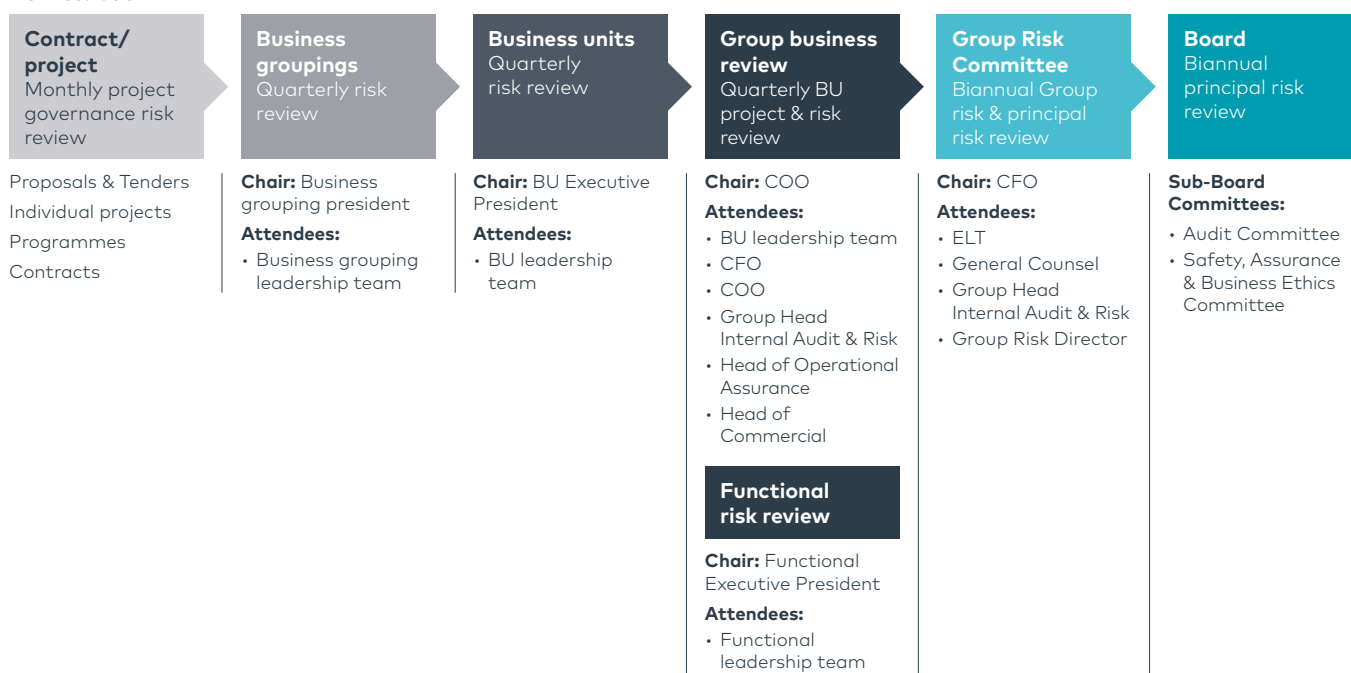 Contract/
project
Monthly project
governance risk
review
Proposals & Tenders
Individual projects
Programmes
Contracts
Business
groupings
Quarterly risk
review
Chair: Business
grouping president
Attendees:
• Business grouping
leadership team
Business units
Quarterly
risk review
Chair: BU Executive
President
Attendees:
• BU leadership
team
Group business
review
Quarterly BU
project & risk
review
Chair: COO
Attendees:
• BU leadership team
• CFO
• COO
• Group Head
Internal Audit & Risk
• Head of Operational
Assurance
• Head of
Commercial
Functional
risk review
Chair: Functional
Executive President
Attendees:
• Functional
leadership team
Group Risk
Committee
Biannual Group
risk & principal
risk review
Chair: CFO
Attendees:
• ELT
• General Counsel
• Group Head
Internal Audit & Risk
• Group Risk Director
Board
Biannual
principal risk
review
Sub-Board
Committees:
• Audit Committee
• Safety, Assurance
& Business Ethics
Committee